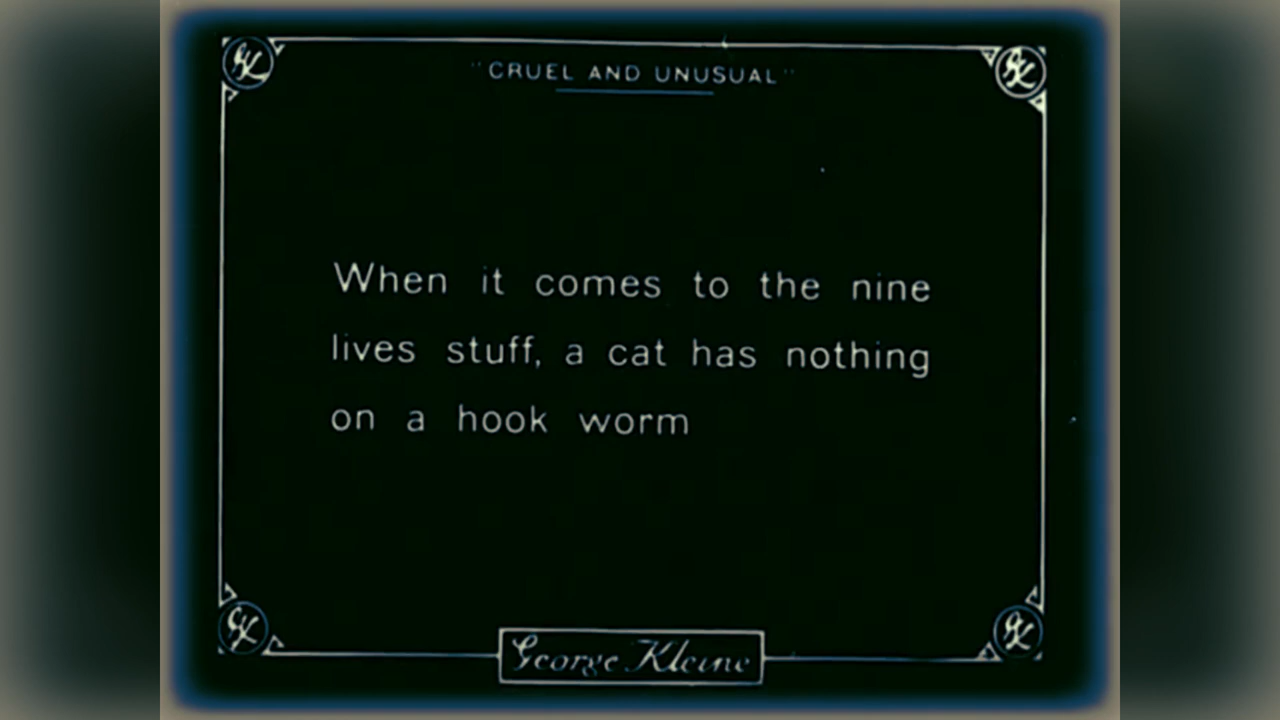 "CRUEL AND UNUSUAL"
When it comes to the nine
lives stuff, a cat has nothing
on a hook worm
George Kleine